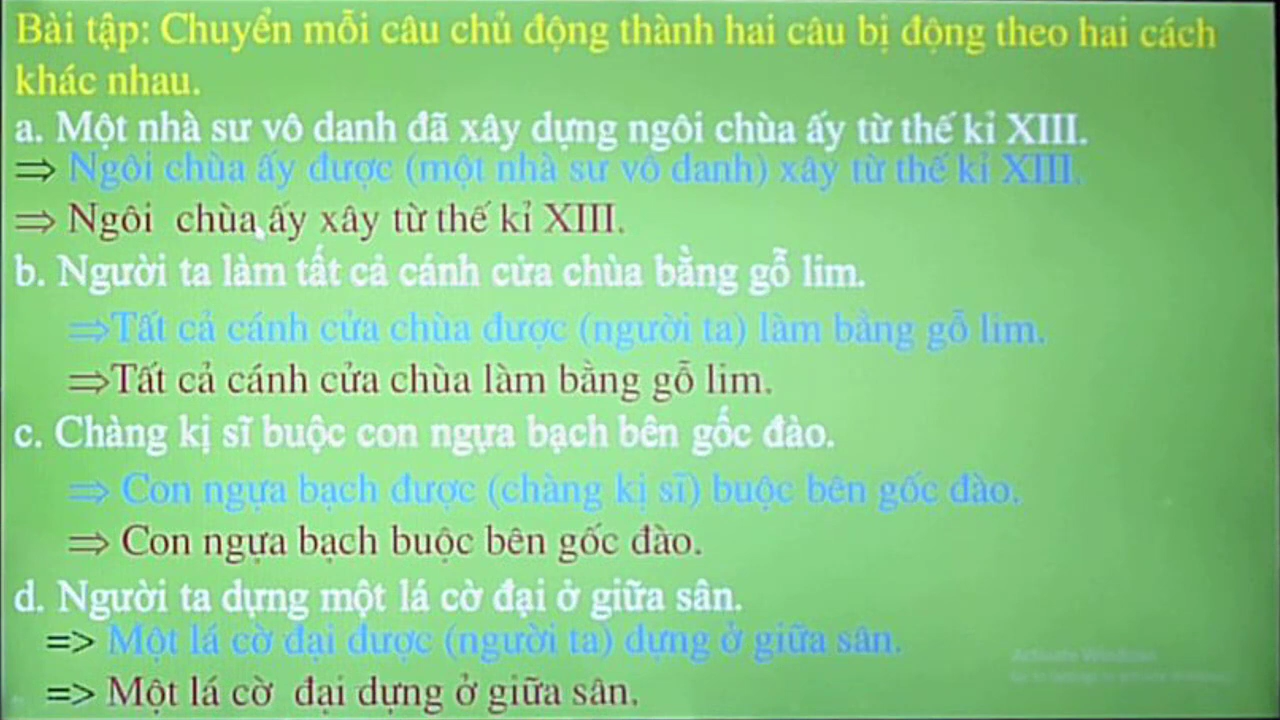 Bài tập: Chuyển mỗi câu chủ động thành hai câu bị động theo hai cách
khác nhau.
a. Một nhà sư vô danh đã xây dựng ngôi chùa ấy từ thế kỉ XIII.
⇒ Ngôi chùa ấy được (một nhà sư vô danh) xây từ thế kỉ XIII.
⇒ Ngôi chùa ấy xây từ thế kỉ XIII.
b. Người ta làm tất cả cánh cửa chùa bằng gỗ lim.
⇒Tất cả cánh cửa chùa được (người ta) làm bằng gỗ lim.
⇒Tất cả cánh cửa chùa làm bằng gỗ lim.
c. Chàng kị sĩ buộc con ngựa bạch bên gốc đào.
⇒ Con ngựa bạch được (chàng kị sĩ) buộc bên gốc đào.
⇒ Con ngựa bạch buộc bên gốc đào.
d. Người ta dựng một lá cờ đại ở giữa sân.
=> Một lá cờ đại được (người ta) dựng ở giữa sân.
Activate Windows
=> Một lá cờ đại dựng ở giữa sân.